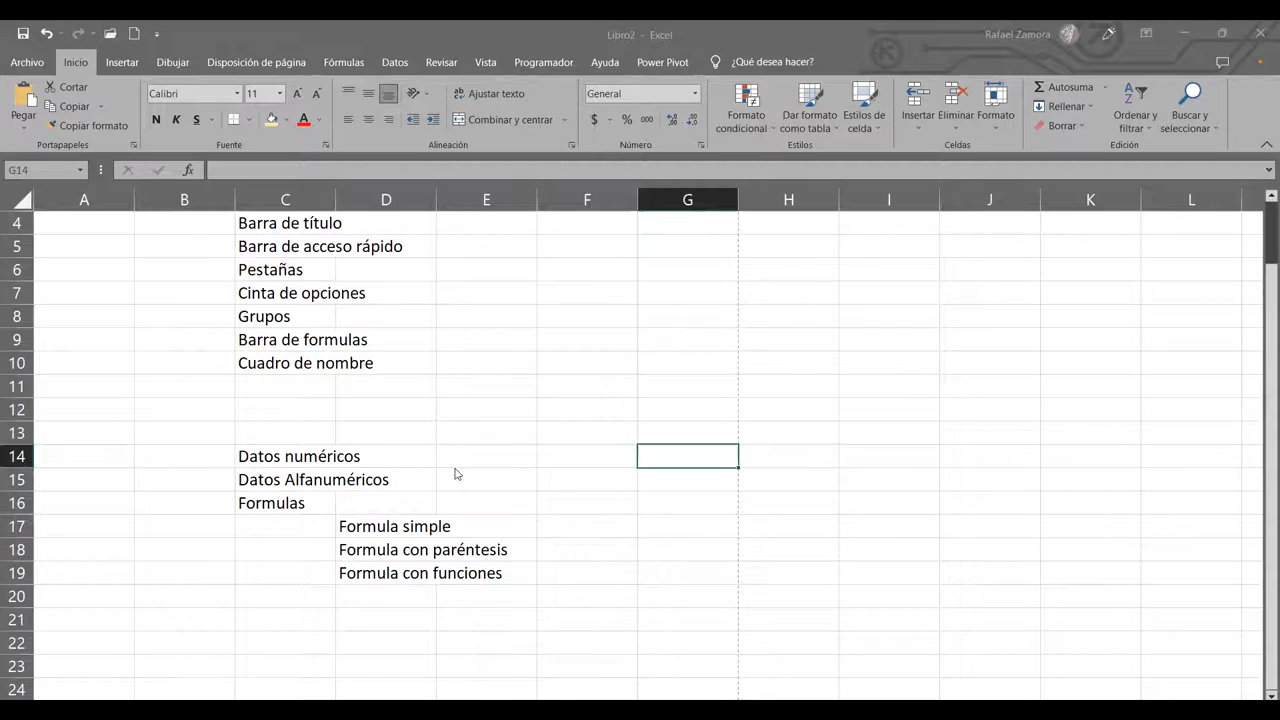 Libro2 - Excel
Rafael Zamora
Archivo Inicio Insertar Dibujar Disposición de página Fórmulas Datos Revisar Vista Programador Ayuda Power Pivot ¿Qué desea hacer?
Pegar
Cortar
Copiar
Copiar formato
Portapapeles
Calibri 11
N K S
Fuente
Ajustar texto
Combinar y centrar
Alineación
General
$ % 000
Número
Formato condicional
Dar formato como tabla
Estilos de celda
Estilos
Insertar Eliminar Formato
Celdas
Autosuma
Rellenar
Borrar
Ordenar y filtrar
Buscar y seleccionar
Edición
G14 fx
A B C D E F G H I J K L
4 Barra de título
5 Barra de acceso rápido
6 Pestañas
7 Cinta de opciones
8 Grupos
9 Barra de formulas
10 Cuadro de nombre
11
12
13
14 Datos numéricos
15 Datos Alfanuméricos
16 Formulas
17 Formula simple
18 Formula con paréntesis
19 Formula con funciones
20
21
22
23
24